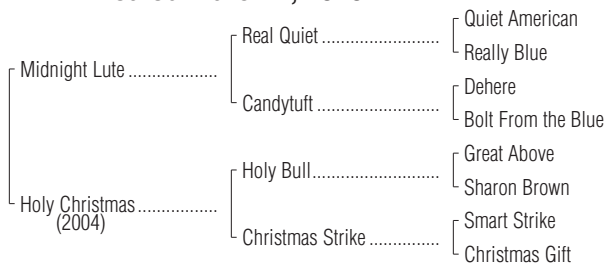 Quiet American
Real Quiet
Really Blue
Midnight Lute
Dehere
Candytuft
Bolt From the Blue
Great Above
Holy Bull
Sharon Brown
Holy Christmas
(2004)
Smart Strike
Christmas Strike
Christmas Gift